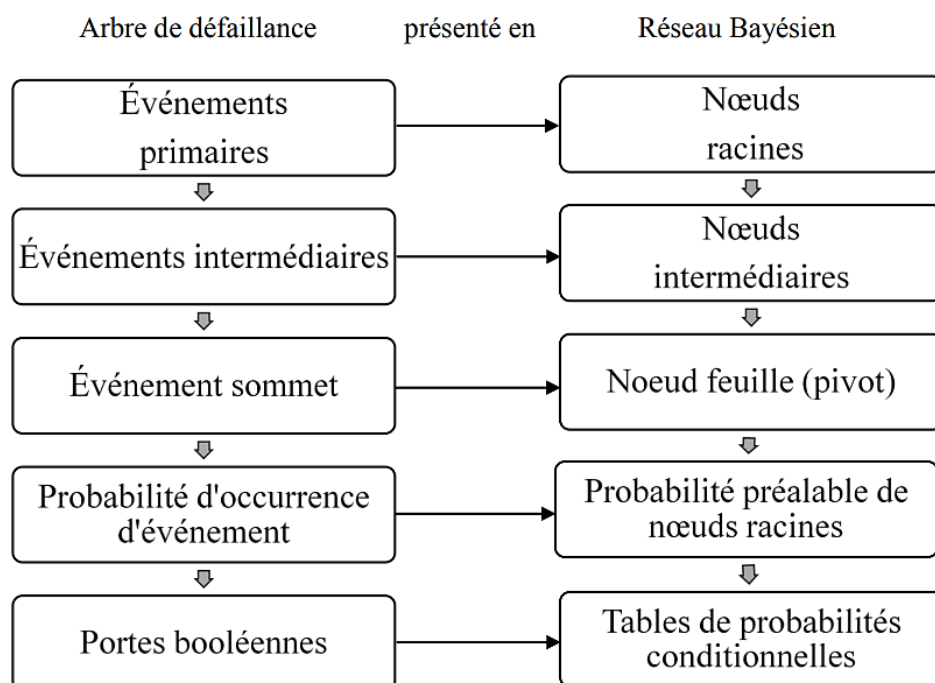 Arbre de défaillance présenté en Réseau Bayésien
Événements
primaires
Nœuds
racines
Événements intermédiaires
Nœuds
intermédiaires
Événement sommet
Noeud feuille (pivot)
Probabilité d'occurrence
d'événement
Probabilité préalable de
nœuds racines
Portes booléennes
Tables de probabilités
conditionnelles